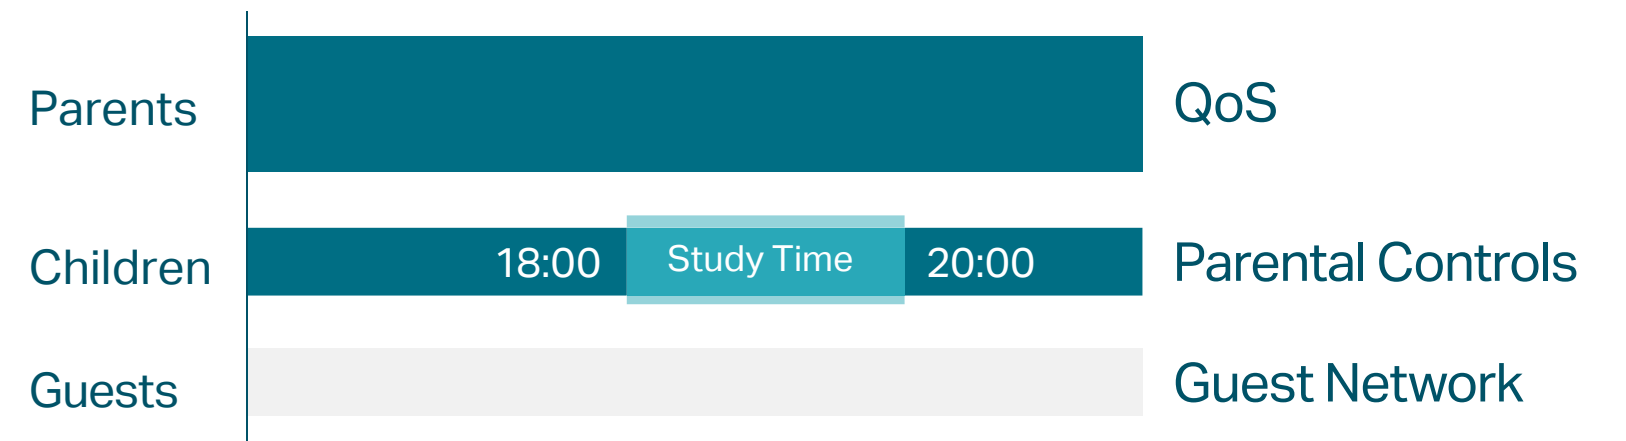 Parents
QoS
Children
18:00
Study Time
20:00
Parental Controls
Guests
Guest Network